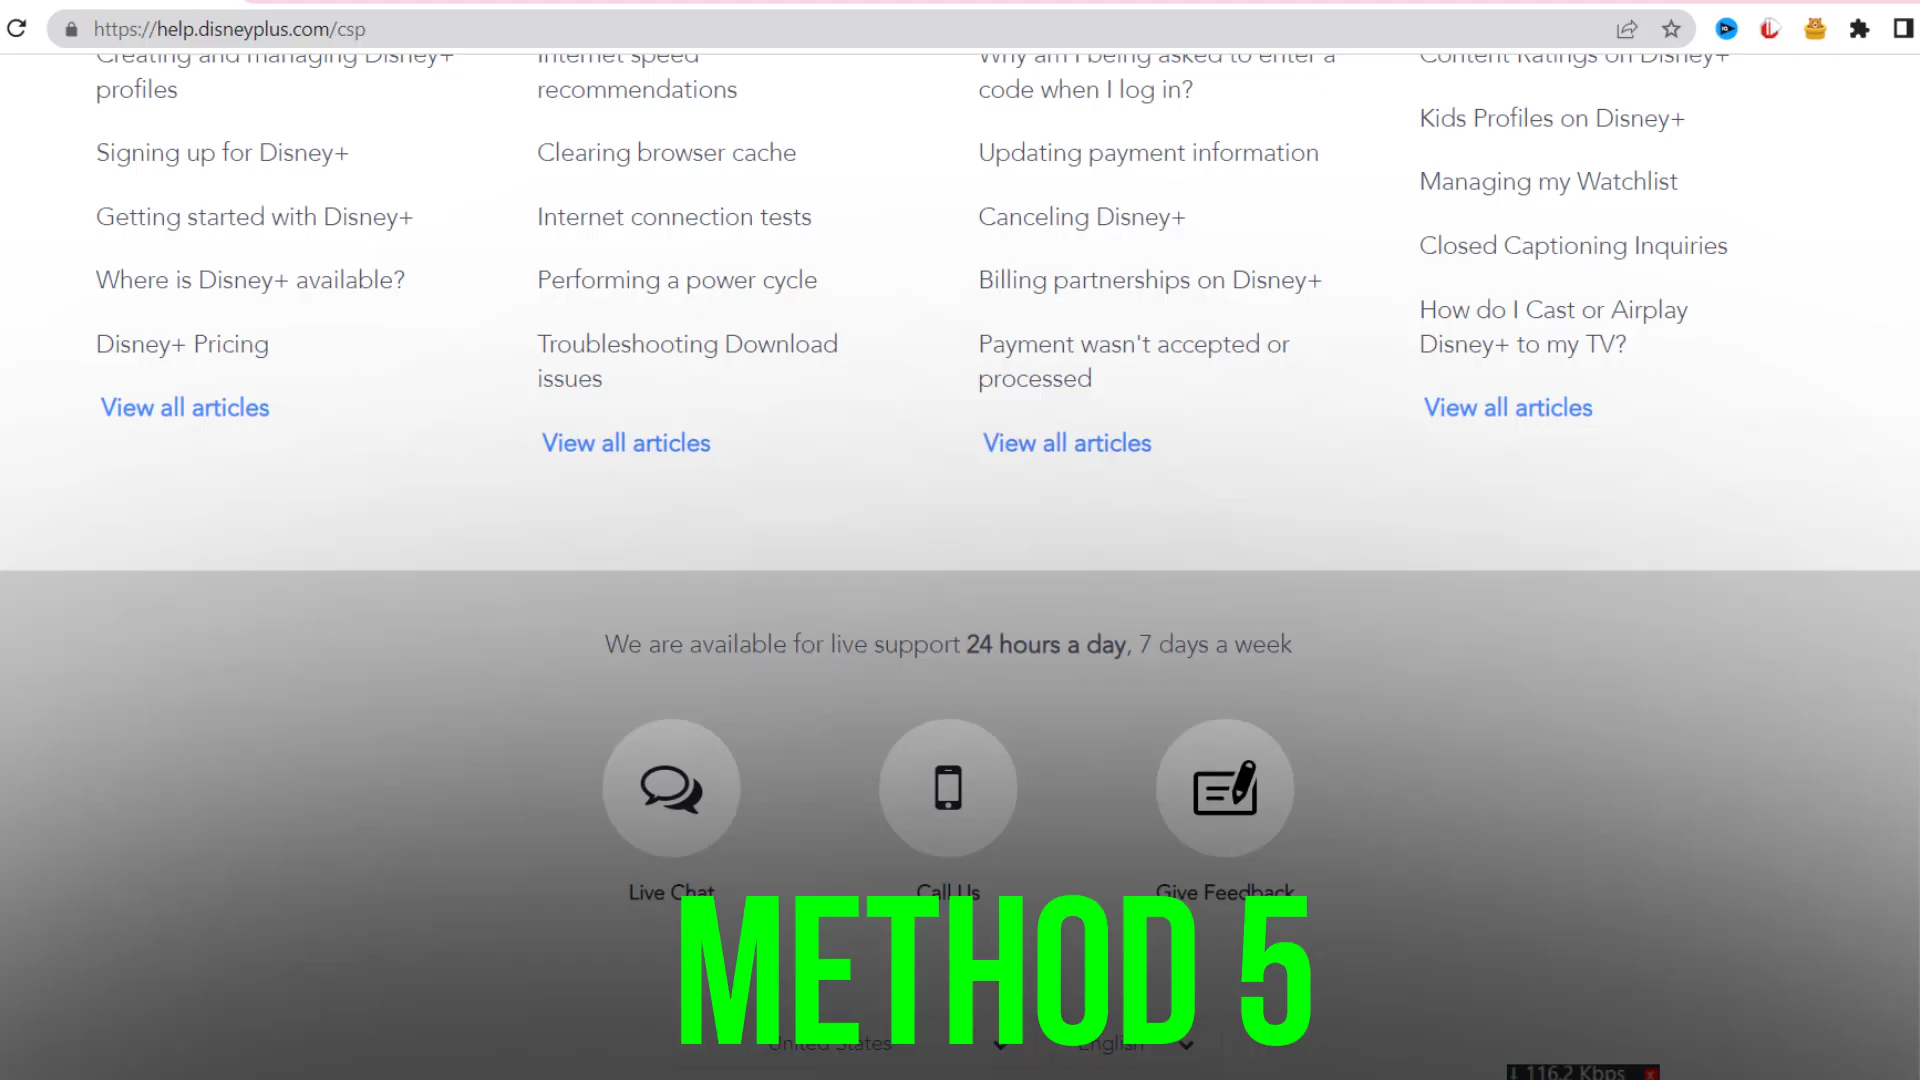 https://help.disneyplus.com/csp
Creating and managing Disney+
profiles
Signing up for Disney+
Getting started with Disney+
Where is Disney+ available?
Disney+ Pricing
View all articles
Internet speed
recommendations
Clearing browser cache
Internet connection tests
Performing a power cycle
Troubleshooting Download
issues
View all articles
Why am I being asked to enter a
code when I log in?
Updating payment information
Canceling Disney+
Billing partnerships on Disney+
Payment wasn't accepted or
processed
View all articles
Content Ratings on Disney+
Kids Profiles on Disney+
Managing my Watchlist
Closed Captioning Inquiries
How do I Cast or Airplay
Disney+ to my TV?
View all articles
We are available for live support 24 hours a day, 7 days a week
Live Chat
Call Us
Give Feedback
METHOD 5
United States
English
116.2 Kbps